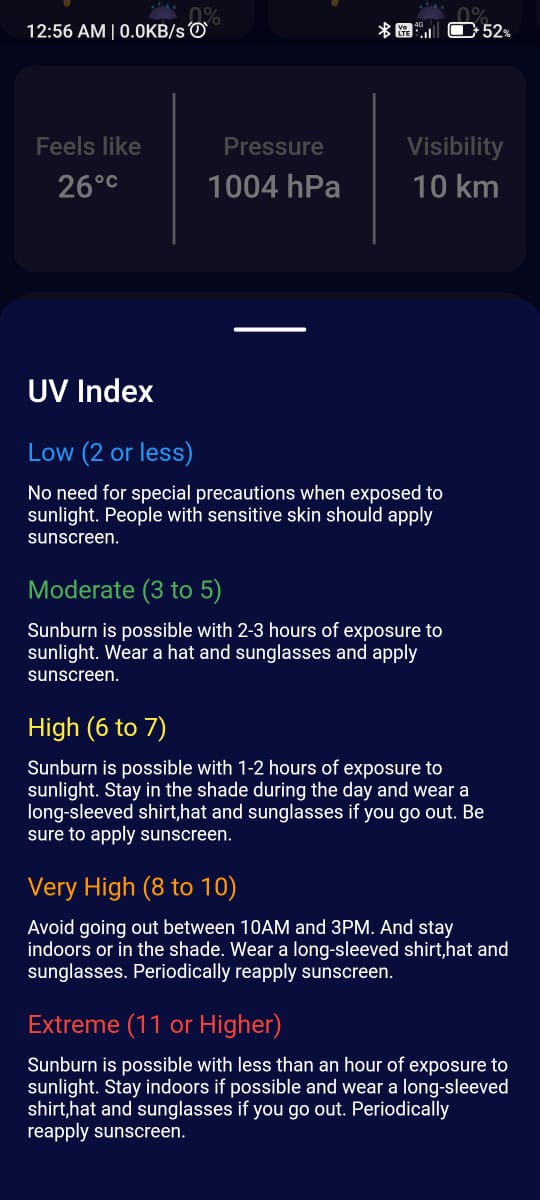 0% 0%
12:56 AM | 0.0KB/s 4G Vo LTE 52%
Feels like Pressure Visibility
26°C 1004 hPa 10 km
UV Index
Low (2 or less)
No need for special precautions when exposed to
sunlight. People with sensitive skin should apply
sunscreen.
Moderate (3 to 5)
Sunburn is possible with 2-3 hours of exposure to
sunlight. Wear a hat and sunglasses and apply
sunscreen.
High (6 to 7)
Sunburn is possible with 1-2 hours of exposure to
sunlight. Stay in the shade during the day and wear a
long-sleeved shirt,hat and sunglasses if you go out. Be
sure to apply sunscreen.
Very High (8 to 10)
Avoid going out between 10AM and 3PM. And stay
indoors or in the shade. Wear a long-sleeved shirt,hat and
sunglasses. Periodically reapply sunscreen.
Extreme (11 or Higher)
Sunburn is possible with less than an hour of exposure to
sunlight. Stay indoors if possible and wear a long-sleeved
shirt,hat and sunglasses if you go out. Periodically
reapply sunscreen.